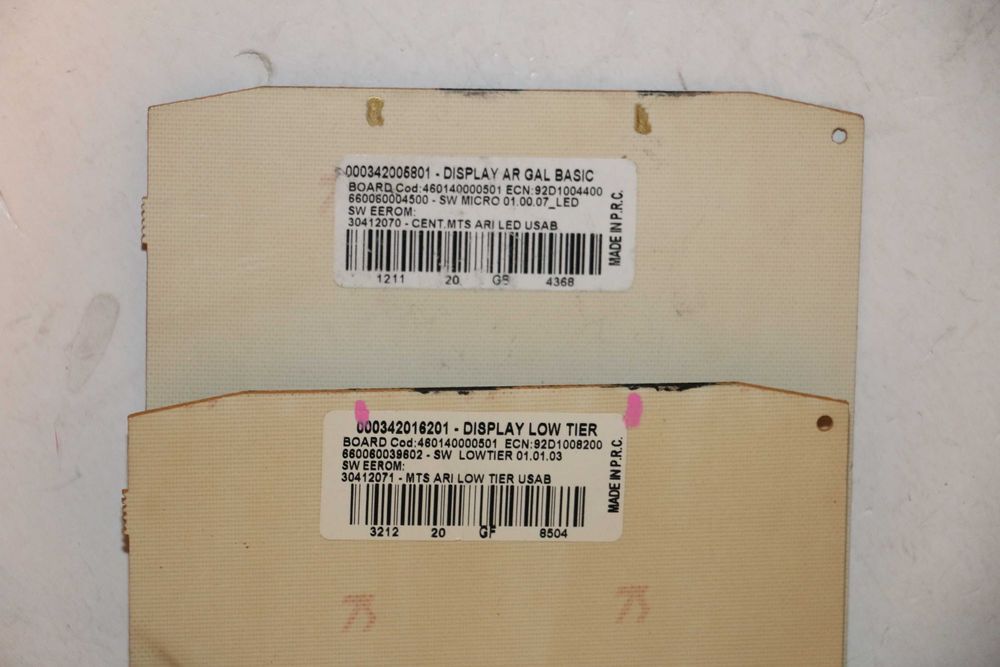 000342005801 - DISPLAY AR GAL BASIC
BOARD Cod:460140000501 ECN:92D1004400
660060004500 - SW MICRO 01.00.07_LED
SW EEROM:
30412070 - CENT.MTS ARI LED USAB
1211 20 GB 4368
MADE IN P.R.C.
000342016201 - DISPLAY LOW TIER
BOARD Cod:460140000501 ECN:92D1008200
660060039602 - SW LOWTIER 01.01.03
SW EEROM:
30412071 - MTS ARI LOW TIER USAB
3212 20 GF 8504
MADE IN P.R.C.